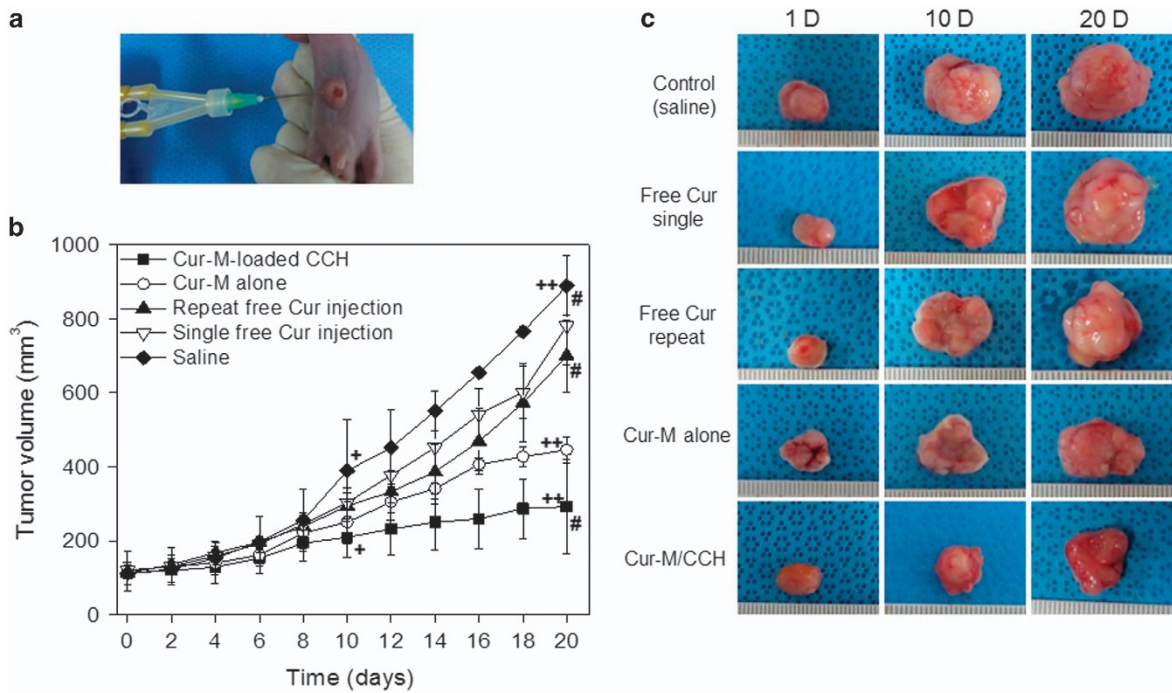 a
b
1000
800
600
400
200
0
Tumor volume (mm³)
Cur-M-loaded CCH
Cur-M alone
Repeat free Cur injection
Single free Cur injection
Saline
++
#
#
+
++
++
#
+
0 2 4 6 8 10 12 14 16 18 20
Time (days)
c
1 D 10 D 20 D
Control
(saline)
Free Cur
single
Free Cur
repeat
Cur-M alone
Cur-M/CCH